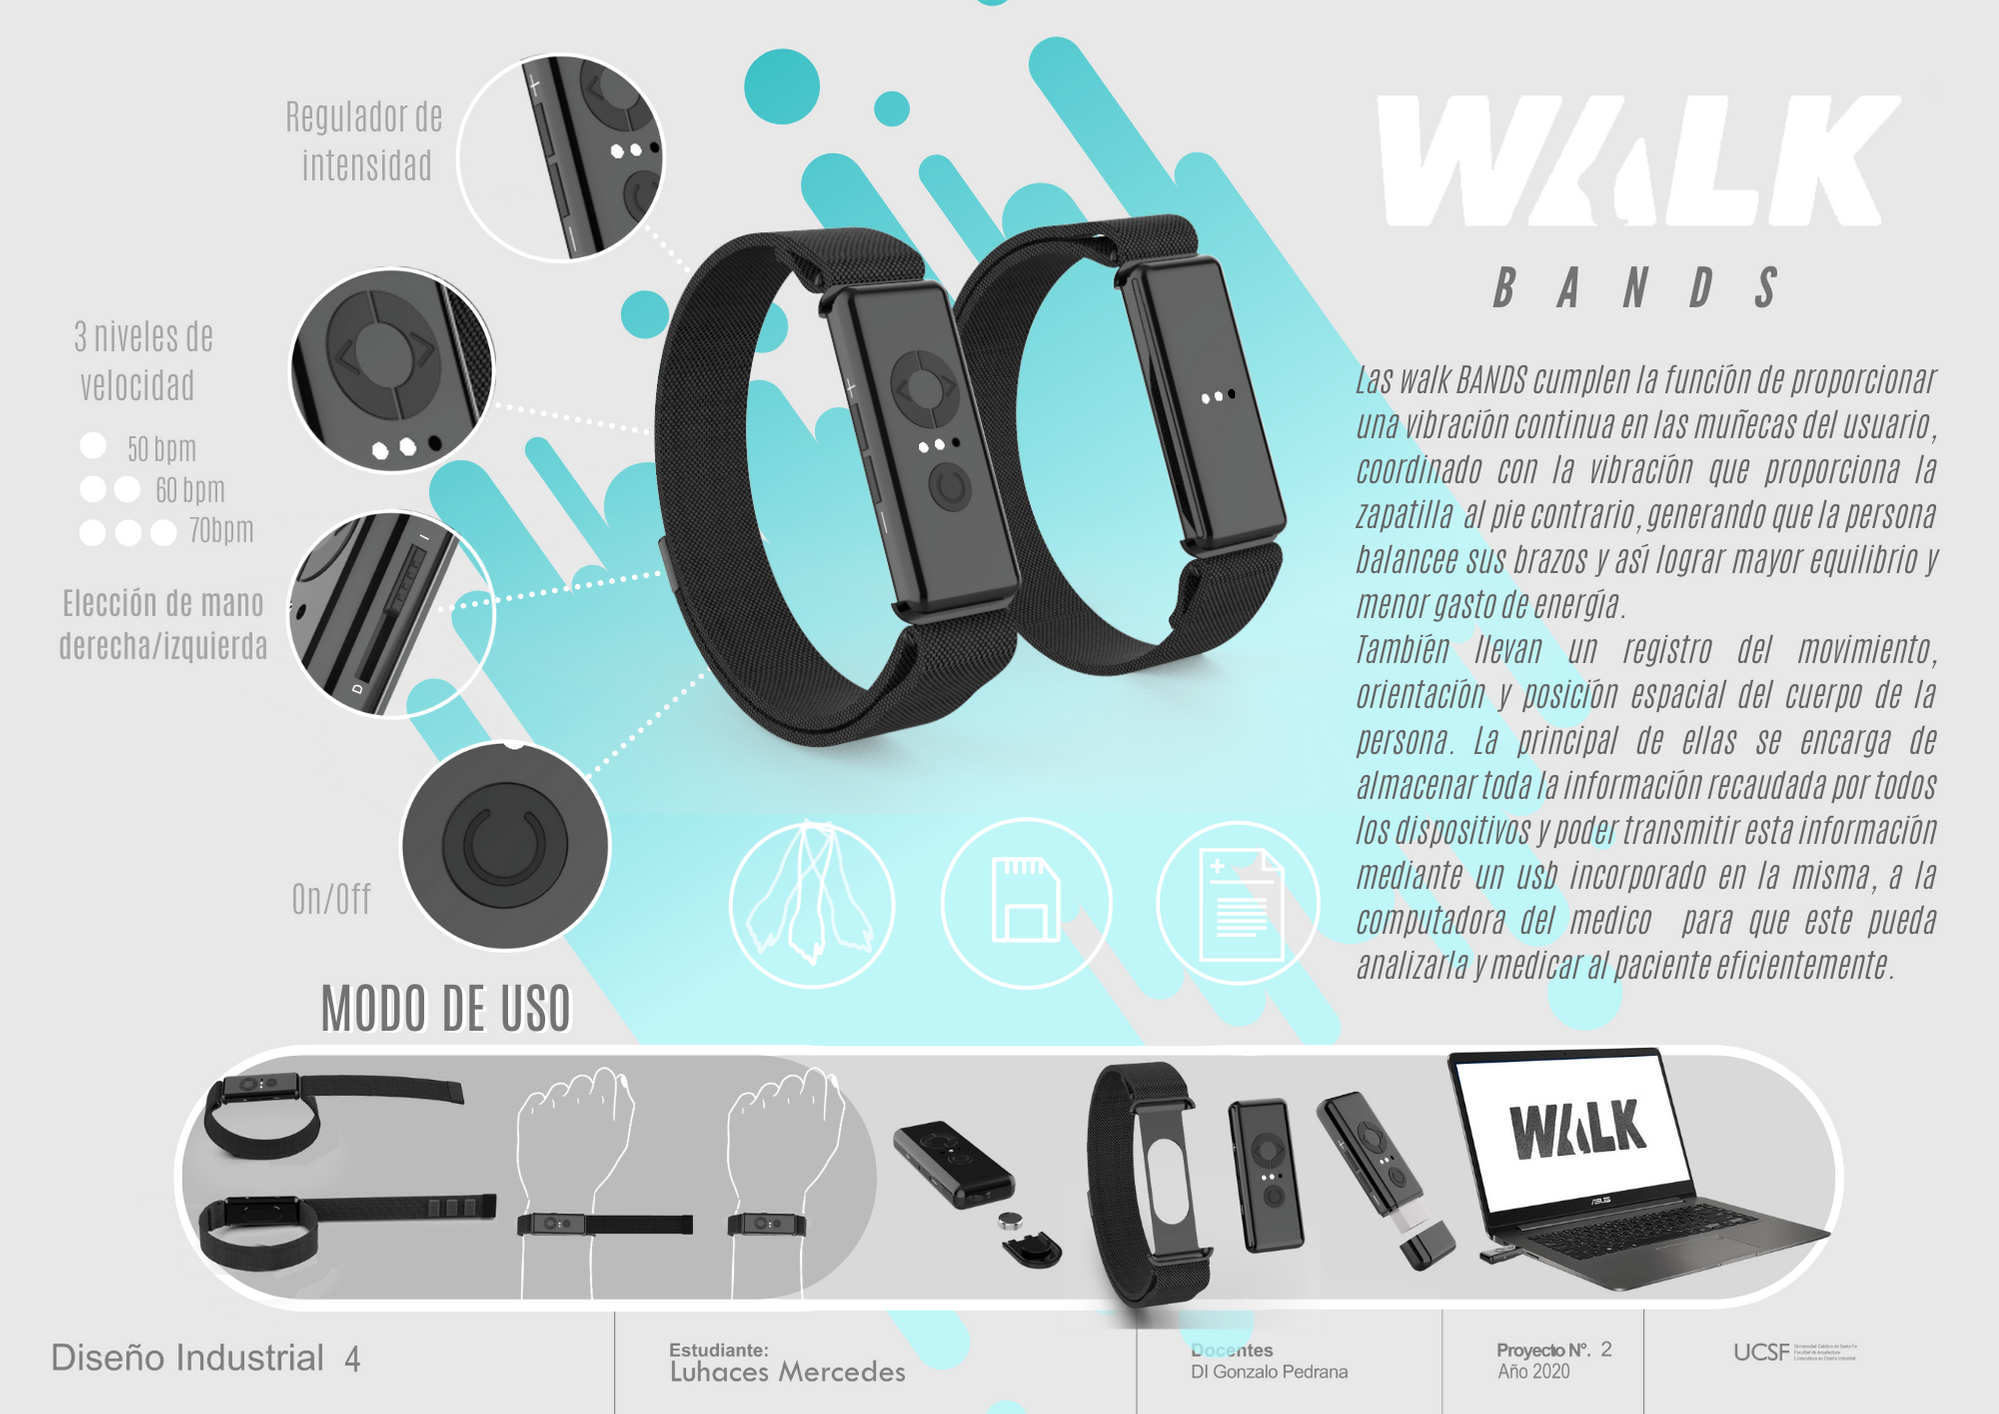 WALK
BANDS
Regulador de
intensidad
3 niveles de
velocidad
50 bpm
60 bpm
70bpm
Elección de mano
derecha/izquierda
On/Off
+
I
D
Las walk BANDS cumplen la función de proporcionar
una vibración continua en las muñecas del usuario,
coordinado con la vibración que proporciona la
zapatilla al pie contrario, generando que la persona
balancee sus brazos y así lograr mayor equilibrio y
menor gasto de energía.
También llevan un registro del movimiento,
orientación y posición espacial del cuerpo de la
persona. La principal de ellas se encarga de
almacenar toda la información recaudada por todos
los dispositivos y poder transmitir esta información
mediante un usb incorporado en la misma, a la
computadora del medico para que este pueda
analizarla y medicar al paciente eficientemente.
MODO DE USO
WALK
ASUS
Diseño Industrial 4
Estudiante:
Luhaces Mercedes
Docentes
DI Gonzalo Pedrana
Proyecto N°. 2
Año 2020
UCSF